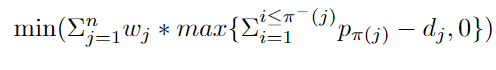 min(Σ_{j=1}^{n} w_j * max{Σ_{i=1}^{i≤π^-(j)} p_{π(j)} − d_j, 0})